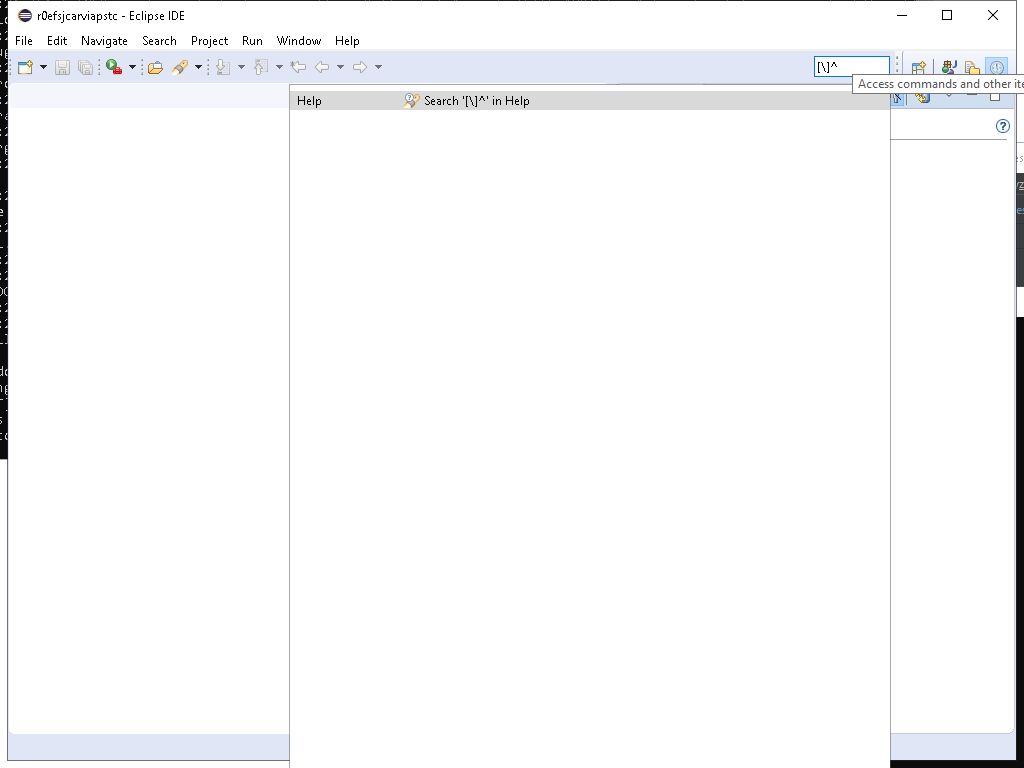 r0efsjcarviapstc - Eclipse IDE
File Edit Navigate Search Project Run Window Help
[\]^
Access commands and other ite
Help Search '[\]^' in Help